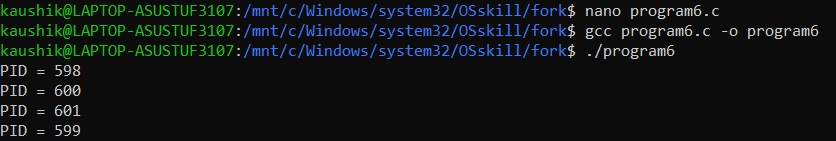 kaushik@LAPTOP-ASUSTUF3107:/mnt/c/Windows/system32/OSskill/fork$ nano program6.c
kaushik@LAPTOP-ASUSTUF3107:/mnt/c/Windows/system32/OSskill/fork$ gcc program6.c -o program6
kaushik@LAPTOP-ASUSTUF3107:/mnt/c/Windows/system32/OSskill/fork$ ./program6
PID = 598
PID = 600
PID = 601
PID = 599